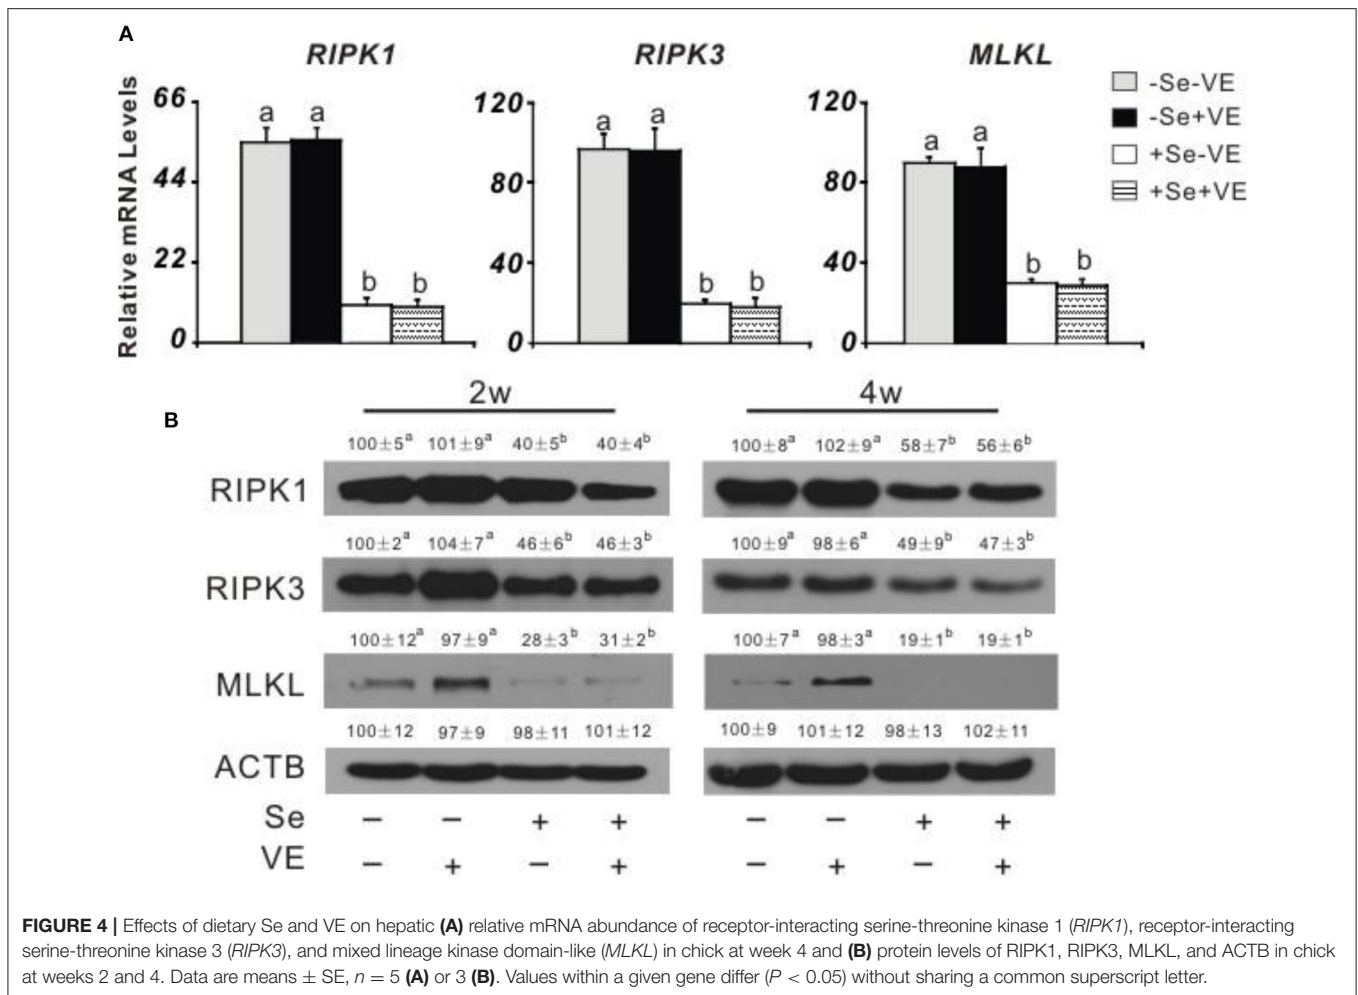 A
RIPK1
RIPK3
MLKL
Relative mRNA Levels
66
44
22
0
a a b b
120
80
40
0
a a b b
120
80
40
0
a a b b
-Se-VE
-Se+VE
+Se-VE
+Se+VE
B
2w
4w
100±5a 101±9a 40±5b 40±4b 100±8a 102±9a 58±7b 56±6b
RIPK1
100±2a 104±7a 46±6b 46±3b 100±9a 98±6a 49±9b 47±3b
RIPK3
100±12a 97±9a 28±3b 31±2b 100±7a 98±3a 19±1b 19±1b
MLKL
100±12 97±9 98±11 101±12 100±9 101±12 98±13 102±11
ACTB
Se − − + + − − + +
VE − + − + − + − +
FIGURE 4 | Effects of dietary Se and VE on hepatic (A) relative mRNA abundance of receptor-interacting serine-threonine kinase 1 (RIPK1), receptor-interacting
serine-threonine kinase 3 (RIPK3), and mixed lineage kinase domain-like (MLKL) in chick at week 4 and (B) protein levels of RIPK1, RIPK3, MLKL, and ACTB in chick
at weeks 2 and 4. Data are means ± SE, n = 5 (A) or 3 (B). Values within a given gene differ (P < 0.05) without sharing a common superscript letter.